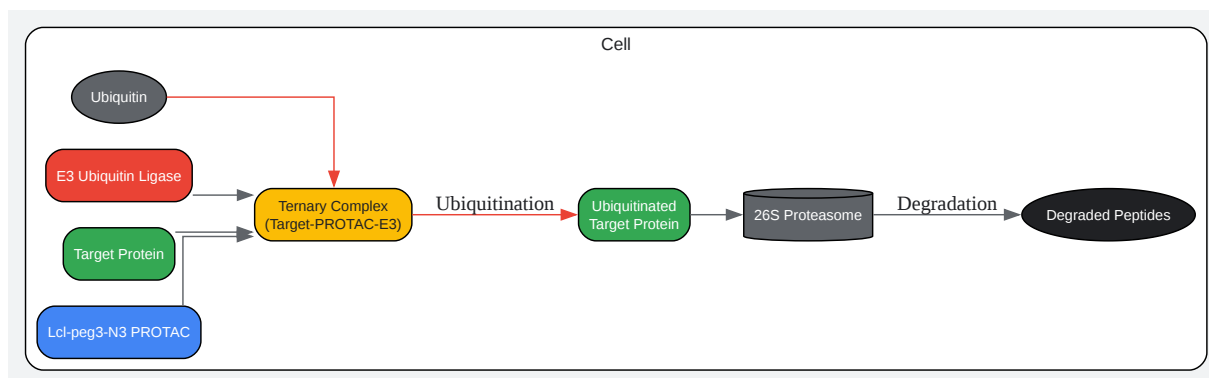 Cell
Ubiquitin
E3 Ubiquitin Ligase
Ternary Complex
(Target-PROTAC-E3)
Ubiquitination
Ubiquitinated
Target Protein
26S Proteasome
Degradation
Degraded Peptides
Target Protein
Lcl-peg3-N3 PROTAC